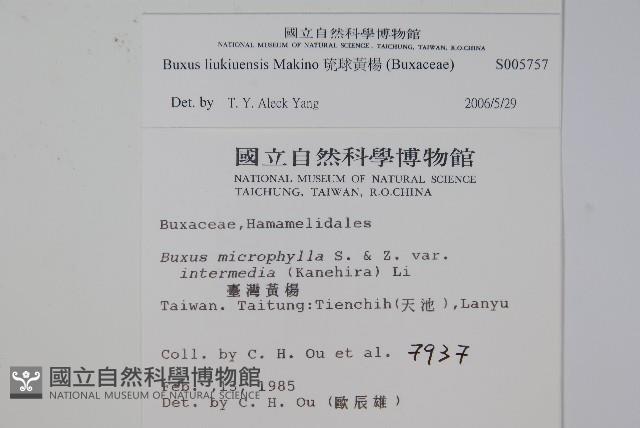 國立自然科學博物館
NATIONAL MUSEUM OF NATURAL SCIENCE, TAICHUNG, TAIWAN, R.O.CHINA
Buxus liukiuensis Makino 琉球黃楊 (Buxaceae) S005757
Det. by T. Y. Aleck Yang 2006/5/29
國立自然科學博物館
NATIONAL MUSEUM OF NATURAL SCIENCE
TAICHUNG, TAIWAN, R.O.CHINA
Buxaceae,Hamamelidales
Buxus microphylla S. & Z. var.
intermedia (Kanehira) Li
臺灣黃楊
Taiwan. Taitung:Tienchih(天池),Lanyu
Coll. by C. H. Ou et al. 7937
國立自然科學博物館
Feb. ,13, 1985
NATIONAL MUSEUM OF NATURAL SCIENCE
Det. by C. H. Ou (歐辰雄)